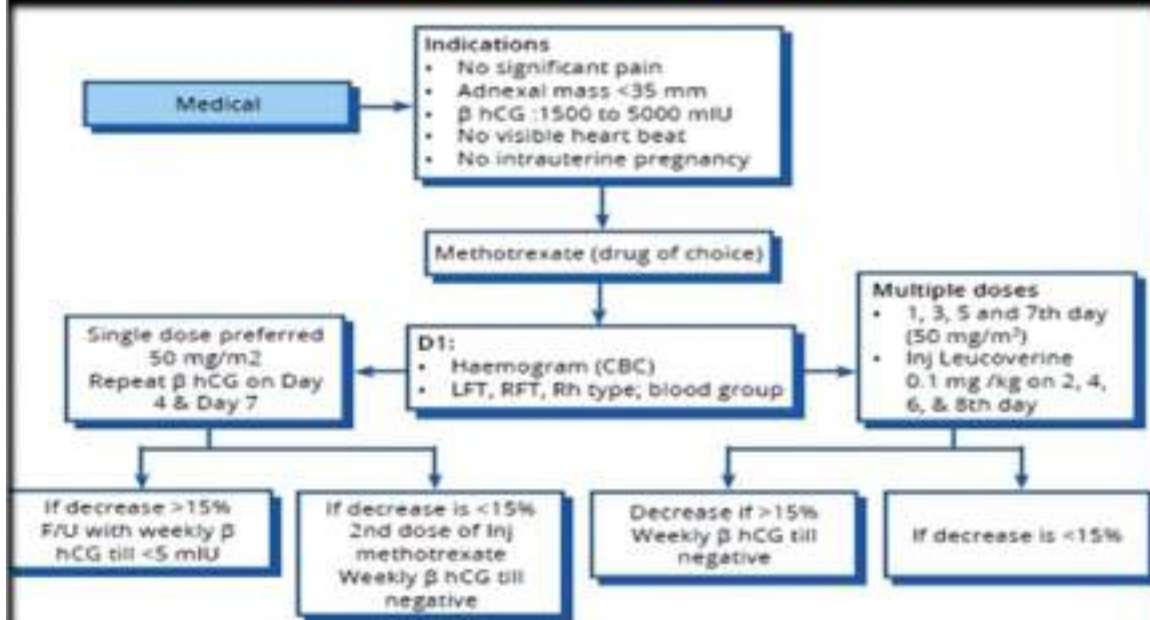 Medical
Indications
• No significant pain
• Adnexal mass <35 mm
• β hCG :1500 to 5000 mIU
• No visible heart beat
• No intrauterine pregnancy
Methotrexate (drug of choice)
Single dose preferred
50 mg/m2
Repeat β hCG on Day
4 & Day 7
D1:
• Haemogram (CBC)
• LFT, RFT, Rh type, blood group
Multiple doses
• 1, 3, 5 and 7th day
(50 mg/m²)
• Inj Leucoverine
0.1 mg /kg on 2, 4,
6, & 8th day
If decrease >15%
F/U with weekly β
hCG till <5 mIU
If decrease is <15%
2nd dose of Inj
methotrexate
Weekly β hCG till
negative
Decrease if >15%
Weekly β hCG till
negative
If decrease is <15%